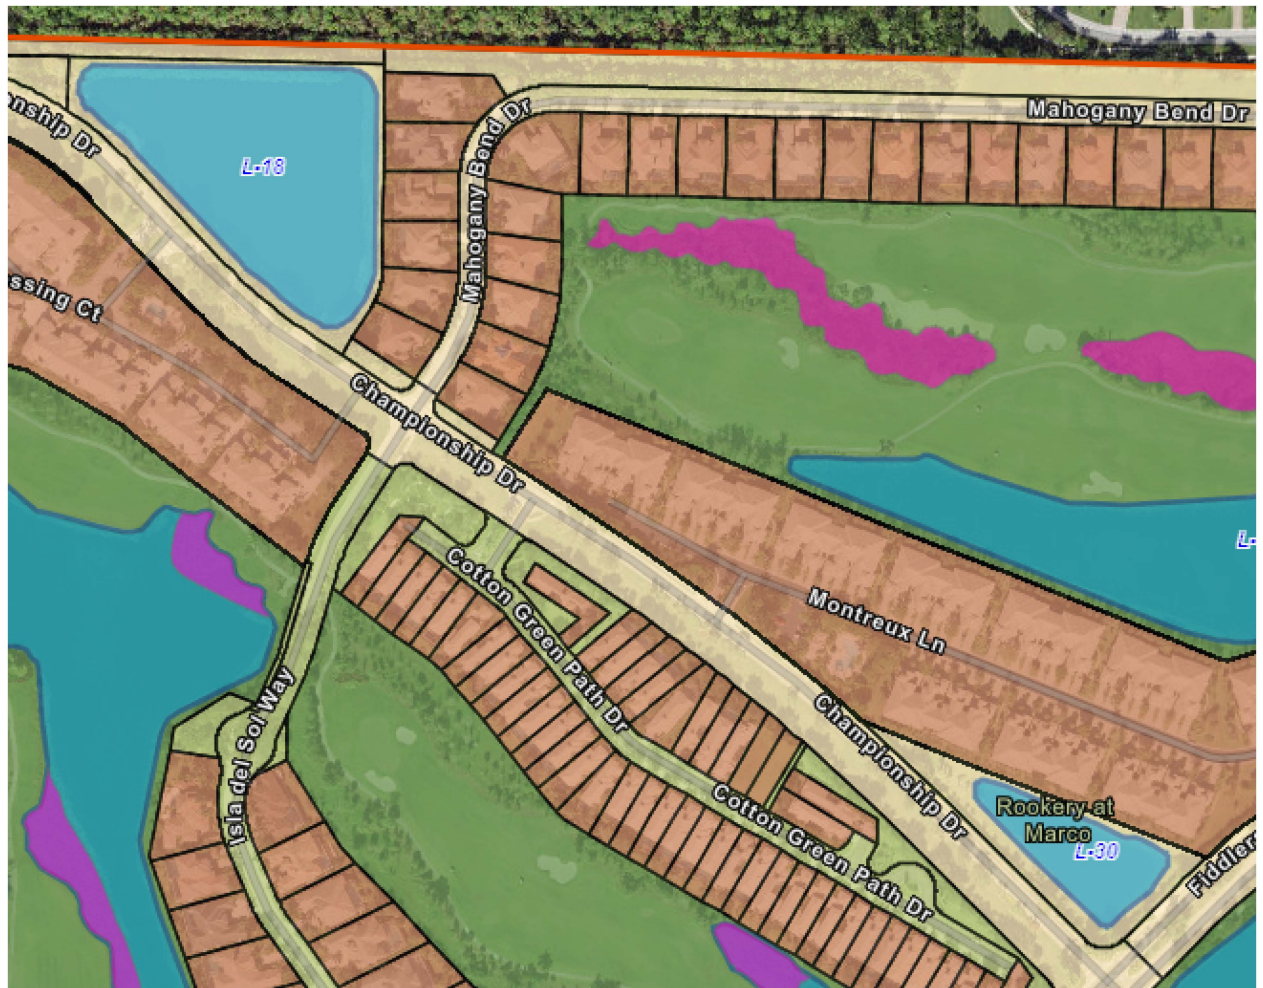 Mahogany Bend Dr
nship Dr
L-18
Mahogany Bend Dr
ssing Ct
Championship Dr
Cotton Green Path Dr
Montreux Ln
L-
Isla del Sol Way
Championship Dr
Cotton Green Path Dr
Rookery at
Marco
L-30
Fiddler